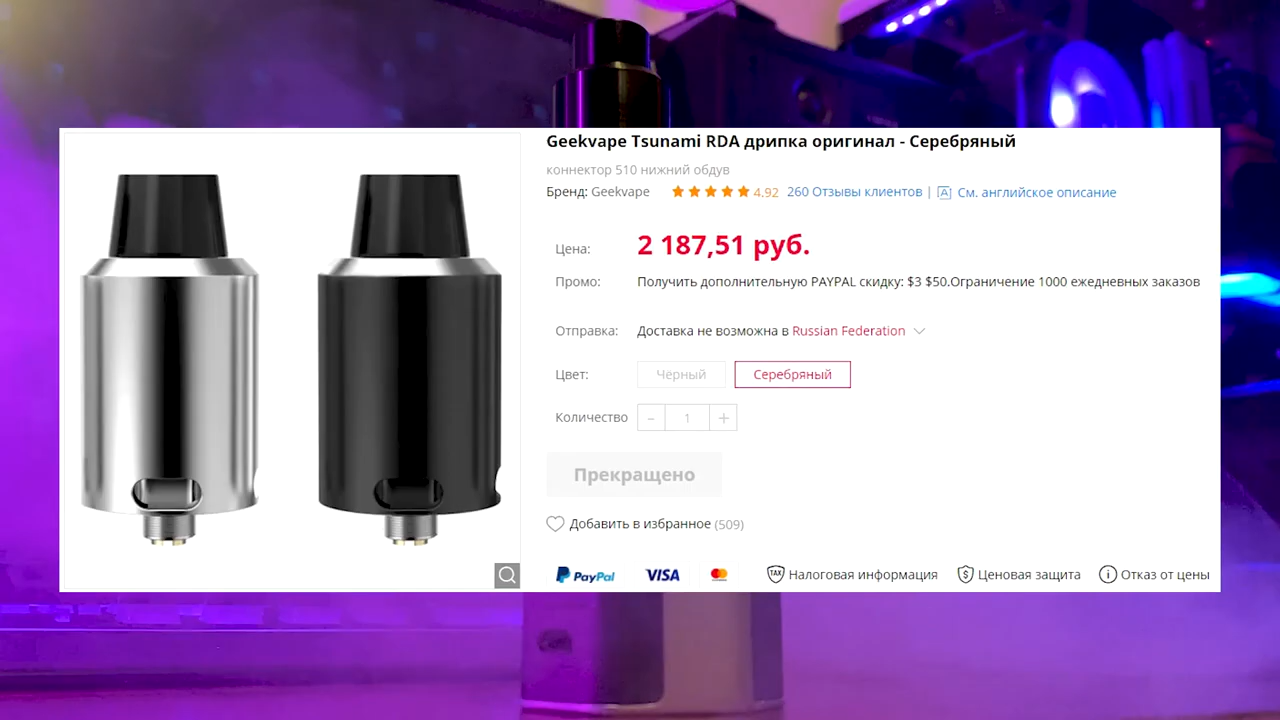 Geekvape Tsunami RDA дрипка оригинал - Серебряный
коннектор 510 нижний обдув
Бренд: Geekvape 4.92 260 Отзывы клиентов | См. английское описание
Цена: 2 187,51 руб.
Промо: Получить дополнительную PAYPAL скидку: $3 $50.Ограничение 1000 ежедневных заказов
Отправка: Доставка не возможна в Russian Federation
Цвет: Черный Серебряный
Количество - 1 +
Прекращено
Добавить в избранное (509)
PayPal VISA TAX Налоговая информация $ Ценовая защита Отказ от цены